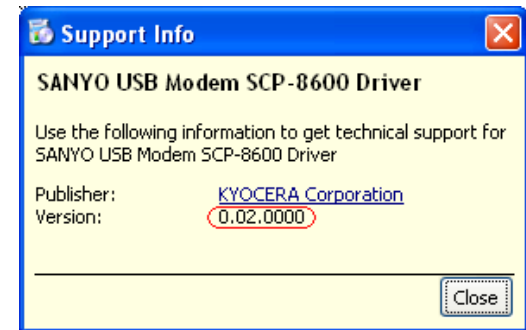 Support Info
SANYO USB Modem SCP-8600 Driver
Use the following information to get technical support for
SANYO USB Modem SCP-8600 Driver
Publisher: KYOCERA Corporation
Version: 0.02.0000
Close